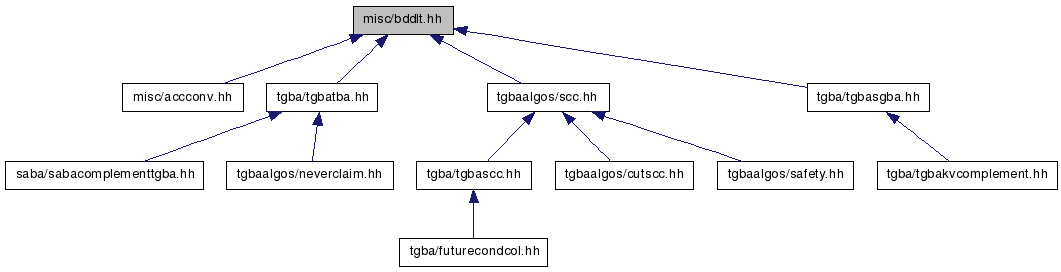 misc/bddlt.hh
misc/accconv.hh
tgba/tgbatba.hh
tgbaalgos/scc.hh
tgba/tgbasgba.hh
saba/sabacomplementtgba.hh
tgbaalgos/neverclaim.hh
tgba/tgbascc.hh
tgbaalgos/cutscc.hh
tgbaalgos/safety.hh
tgba/tgbakvcomplement.hh
tgba/futurecondcol.hh